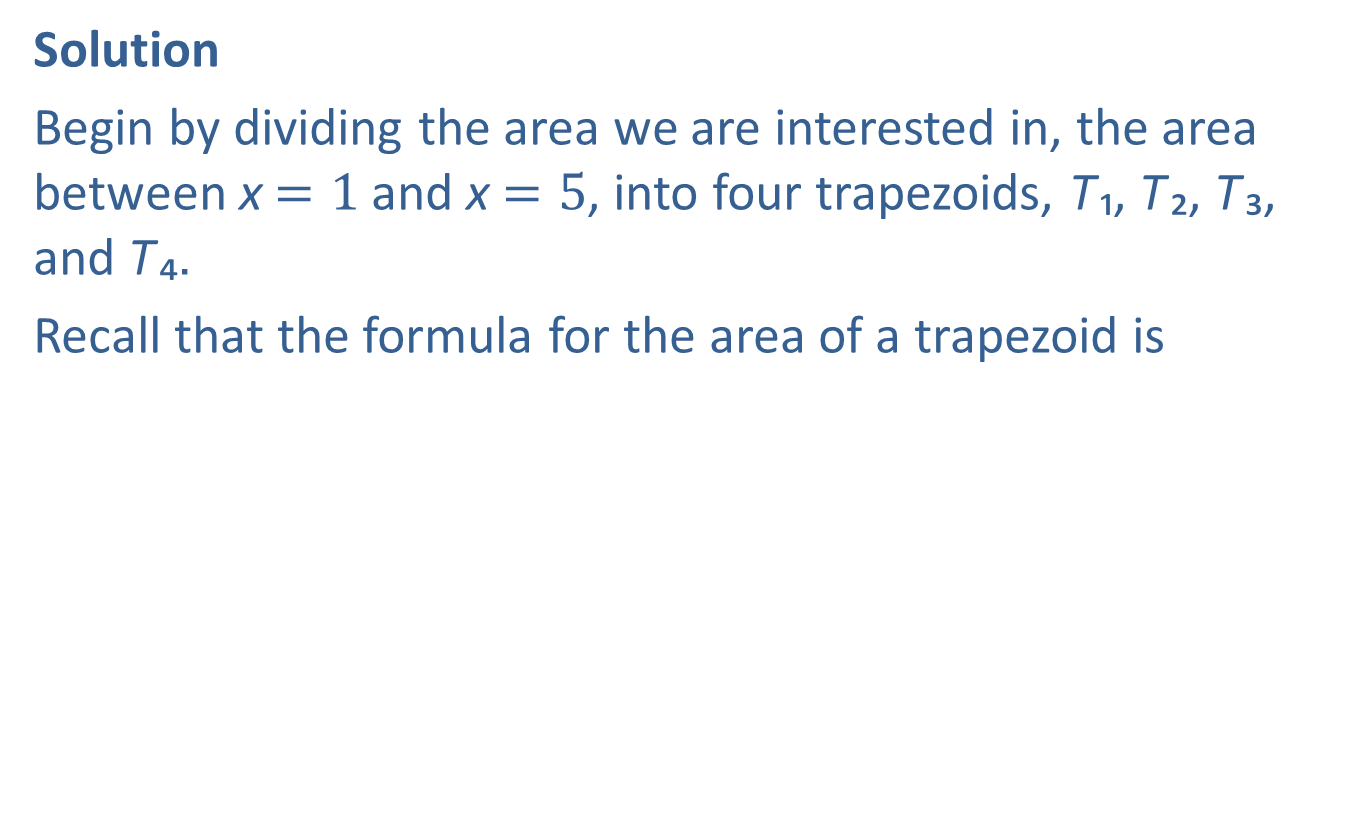 Solution
Begin by dividing the area we are interested in, the area
between x = 1 and x = 5, into four trapezoids, T₁, T₂, T₃,
and T₄.
Recall that the formula for the area of a trapezoid is